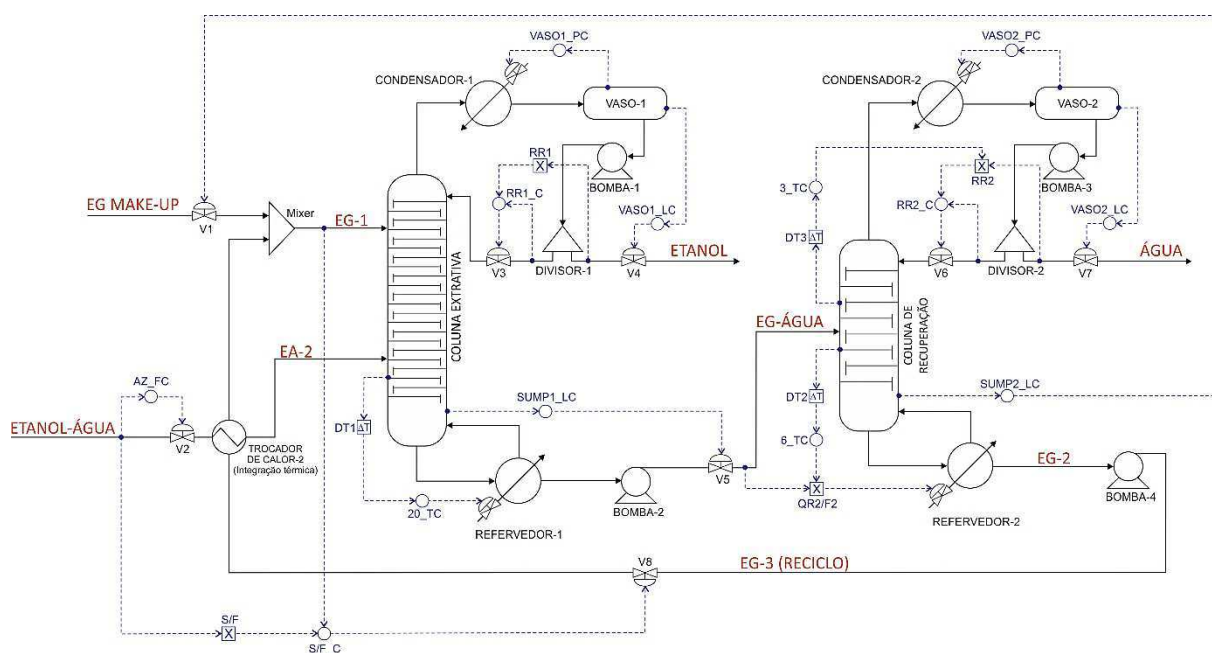 VASO1_PC
VASO2_PC
CONDENSADOR-1
CONDENSADOR-2
VASO-1
VASO-2
RR1
BOMBA-1
RR2
BOMBA-3
3_TC
EG MAKE-UP
V1
Mixer
EG-1
RR1_C
VASO1_LC
RR2_C
VASO2_LC
DT3
ΔT
V3
DIVISOR-1
V4
ETANOL
V6
DIVISOR-2
V7
ÁGUA
COLUNA EXTRATIVA
EG-ÁGUA
COLUNA DE
RECUPERAÇÃO
EA-2
AZ_FC
SUMP1_LC
DT2
ΔT
SUMP2_LC
ETANOL-ÁGUA
V2
TROCADOR
DE CALOR-2
(Integração térmica)
DT1
ΔT
6_TC
V5
EG-2
20_TC
REFERVEDOR-1
BOMBA-2
X
QR2/F2
REFERVEDOR-2
BOMBA-4
V8
EG-3 (RECICLO)
S/F
X
S/F_C